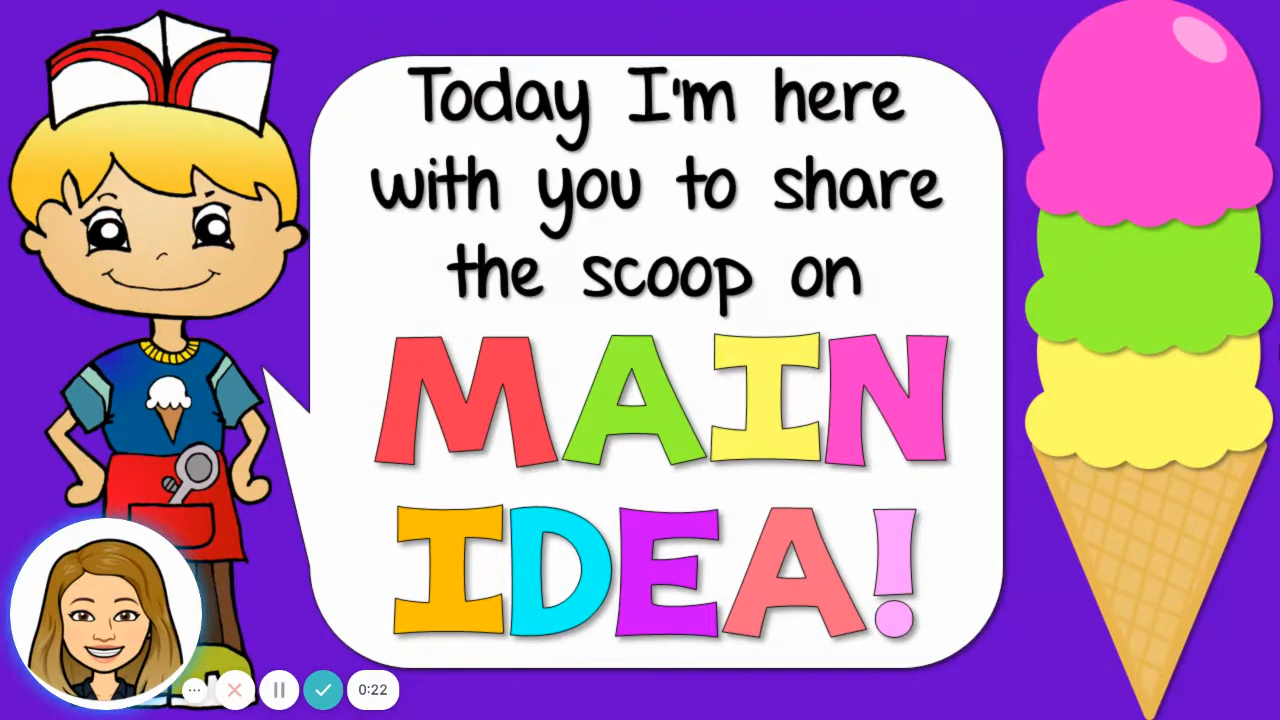 Today I'm here
with you to share
the scoop on
MAIN
IDEA!
0:22